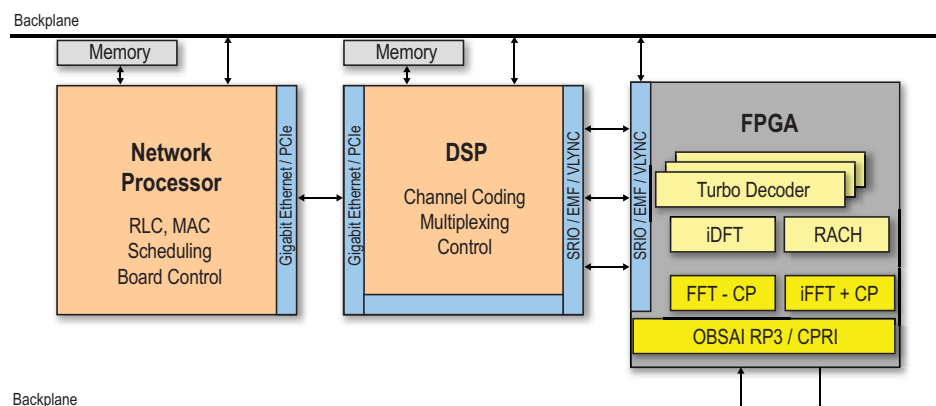 Backplane
Memory
Memory
Network
Processor
RLC, MAC
Scheduling
Board Control
Gigabit Ethernet / PCIe
Gigabit Ethernet / PCIe
DSP
Channel Coding
Multiplexing
Control
SRIO / EMF / VLYNC
SRIO / EMF / VLYNC
FPGA
Turbo Decoder
iDFT
RACH
FFT - CP
iFFT + CP
OBSAI RP3 / CPRI
Backplane